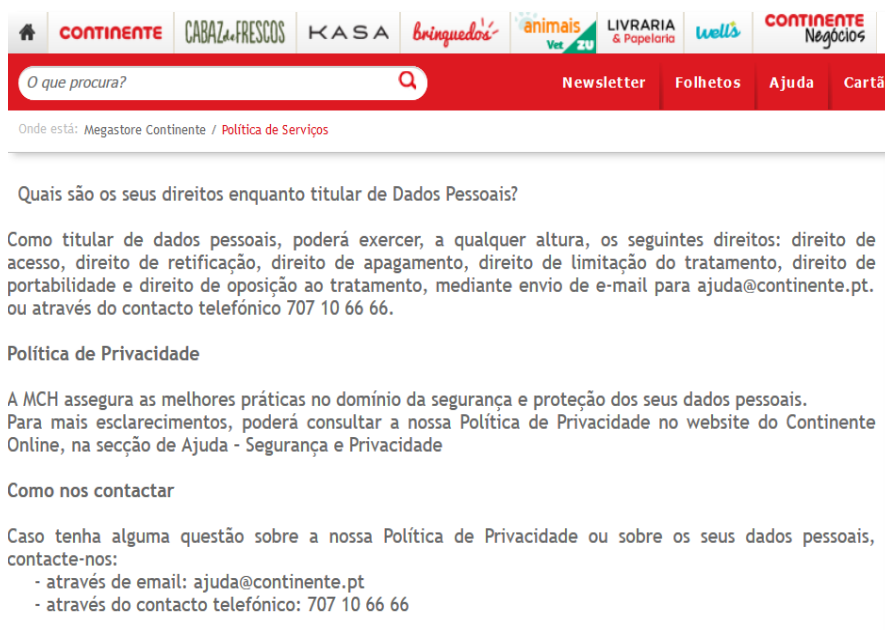 CONTINENTE CABAZ de FRESCOS KASA brinquedos animais Vet ZU LIVRARIA & Papelaria well's CONTINENTE Negócios
O que procura? Newsletter Folhetos Ajuda Cartã
Onde está: Megastore Continente / Política de Serviços
Quais são os seus direitos enquanto titular de Dados Pessoais?
Como titular de dados pessoais, poderá exercer, a qualquer altura, os seguintes direitos: direito de
acesso, direito de retificação, direito de apagamento, direito de limitação do tratamento, direito de
portabilidade e direito de oposição ao tratamento, mediante envio de e-mail para ajuda@continente.pt.
ou através do contacto telefónico 707 10 66 66.
Política de Privacidade
A MCH assegura as melhores práticas no domínio da segurança e proteção dos seus dados pessoais.
Para mais esclarecimentos, poderá consultar a nossa Política de Privacidade no website do Continente
Online, na secção de Ajuda - Segurança e Privacidade
Como nos contactar
Caso tenha alguma questão sobre a nossa Política de Privacidade ou sobre os seus dados pessoais,
contacte-nos:
- através de email: ajuda@continente.pt
- através do contacto telefónico: 707 10 66 66